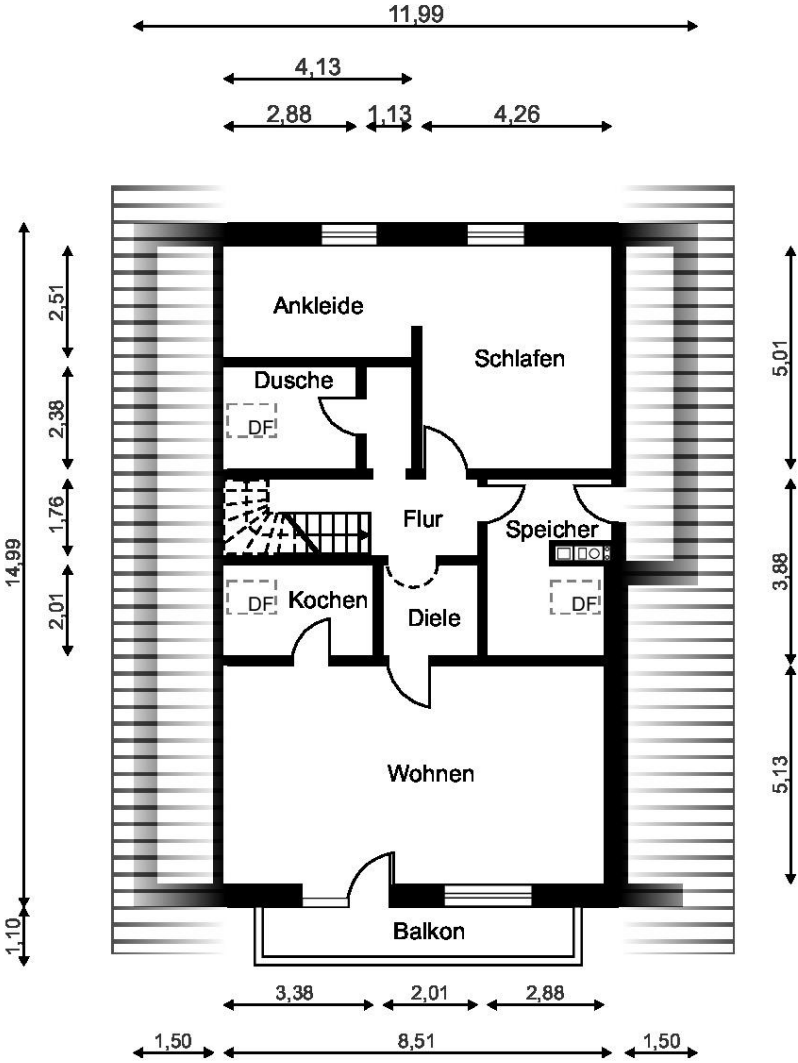 11,99
4,13
2,88
1,13
4,26
2,51
Ankleide
Schlafen
5,01
Dusche
DF
2,38
14,99
1,76
Flur
Speicher
3,88
2,01
DF
Kochen
Diele
DF
Wohnen
5,13
1,10
Balkon
3,38
2,01
2,88
1,50
8,51
1,50